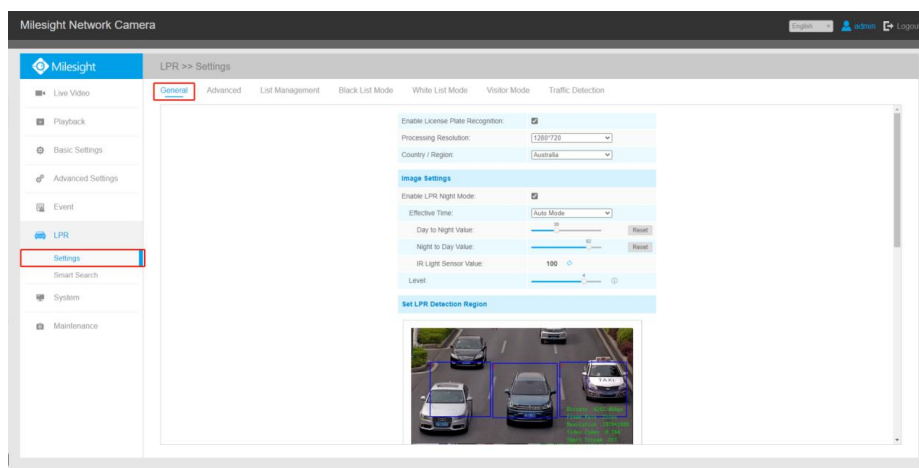 Milesight Network Camera
English
admin
Logou
Milesight
LPR >> Settings
Live Video
Playback
Basic Settings
Advanced Settings
Event
LPR
Settings
Smart Search
System
Maintenance
General Advanced List Management Black List Mode White List Mode Visitor Mode Traffic Detection
Enable License Plate Recognition:
Processing Resolution: 1280*720
Country / Region: Australia
Image Settings
Enable LPR Night Mode:
Effective Time: Auto Mode
Day to Night Value: Reset
Night to Day Value: Reset
IR Light Sensor Value: 100
Level: 4
Set LPR Detection Region
TAXI